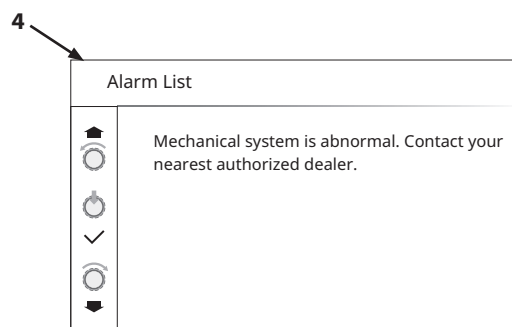 4
Alarm List
Mechanical system is abnormal. Contact your
nearest authorized dealer.